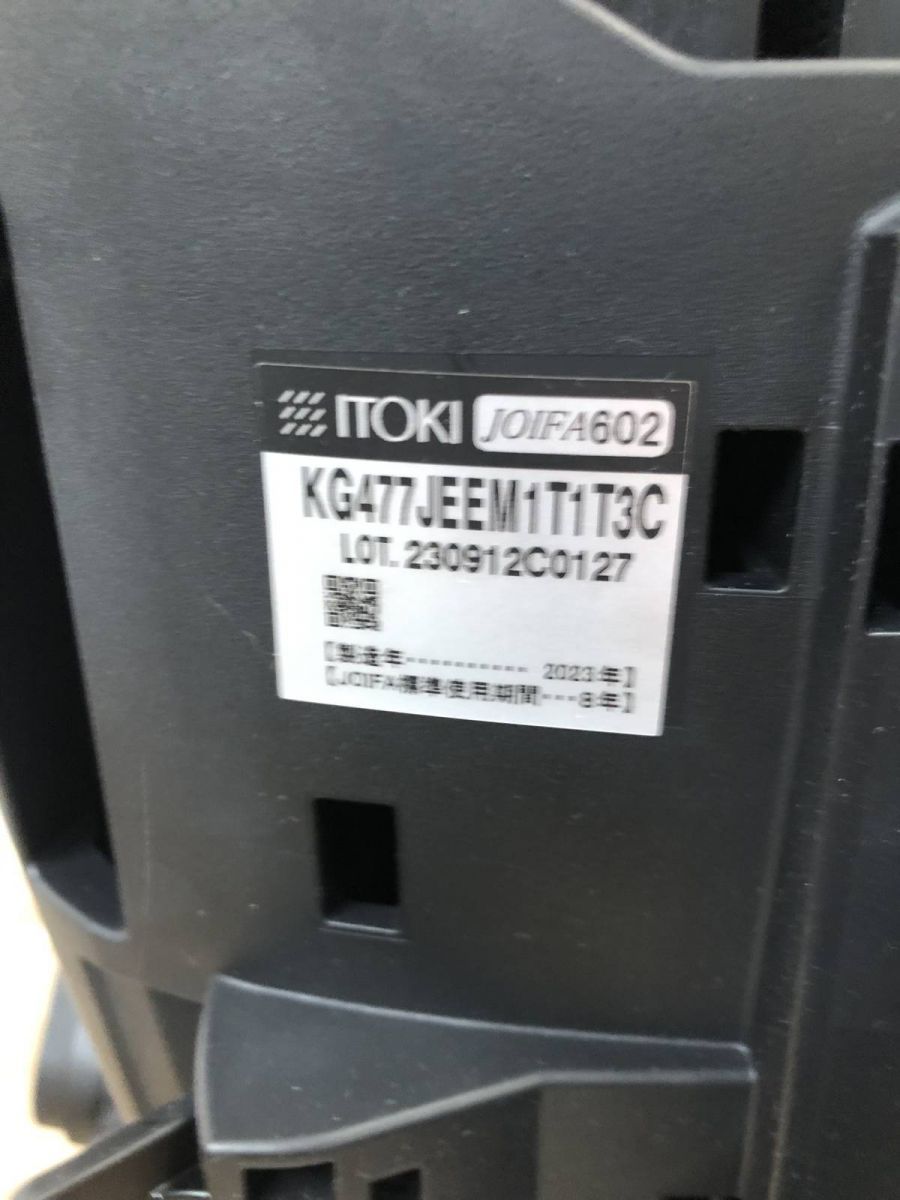 ITOKI JOIFA602
KG477JEEM1T1T3C
LOT. 230912C0127
【製造年---------- 2023年】
【JOIFA標準使用期間---8年】